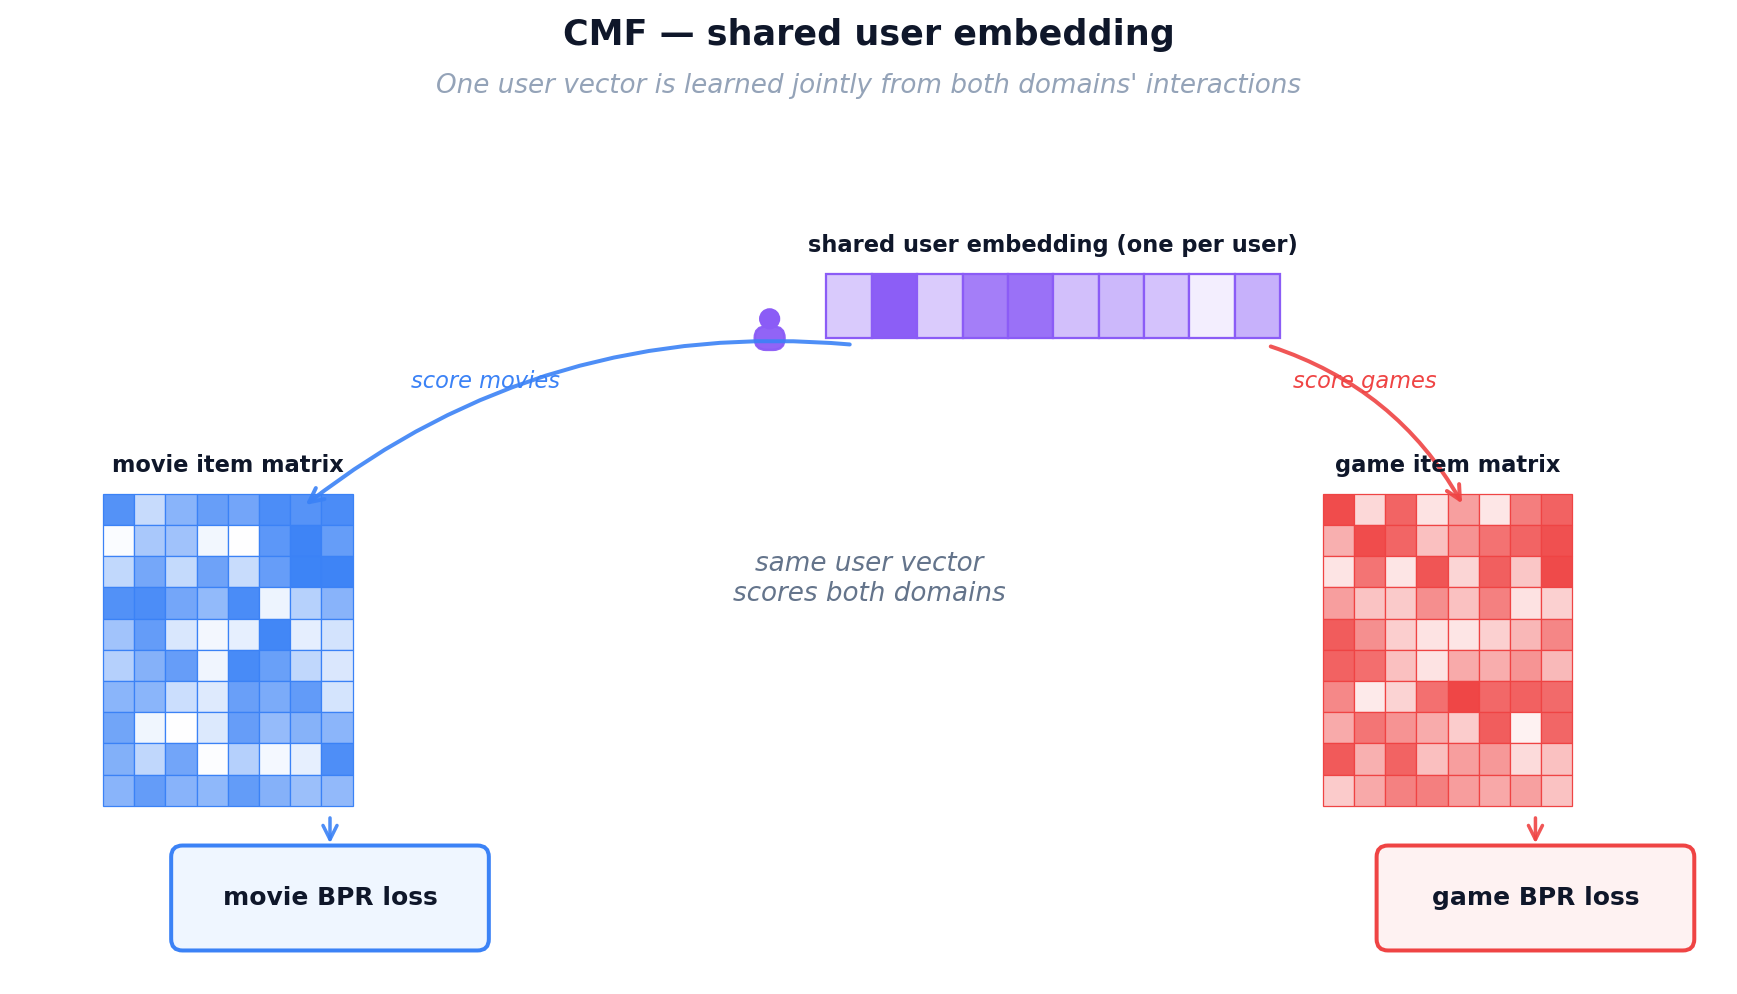 CMF — shared user embedding
One user vector is learned jointly from both domains' interactions
shared user embedding (one per user)
score movies
score games
movie item matrix
game item matrix
same user vector
scores both domains
movie BPR loss
game BPR loss